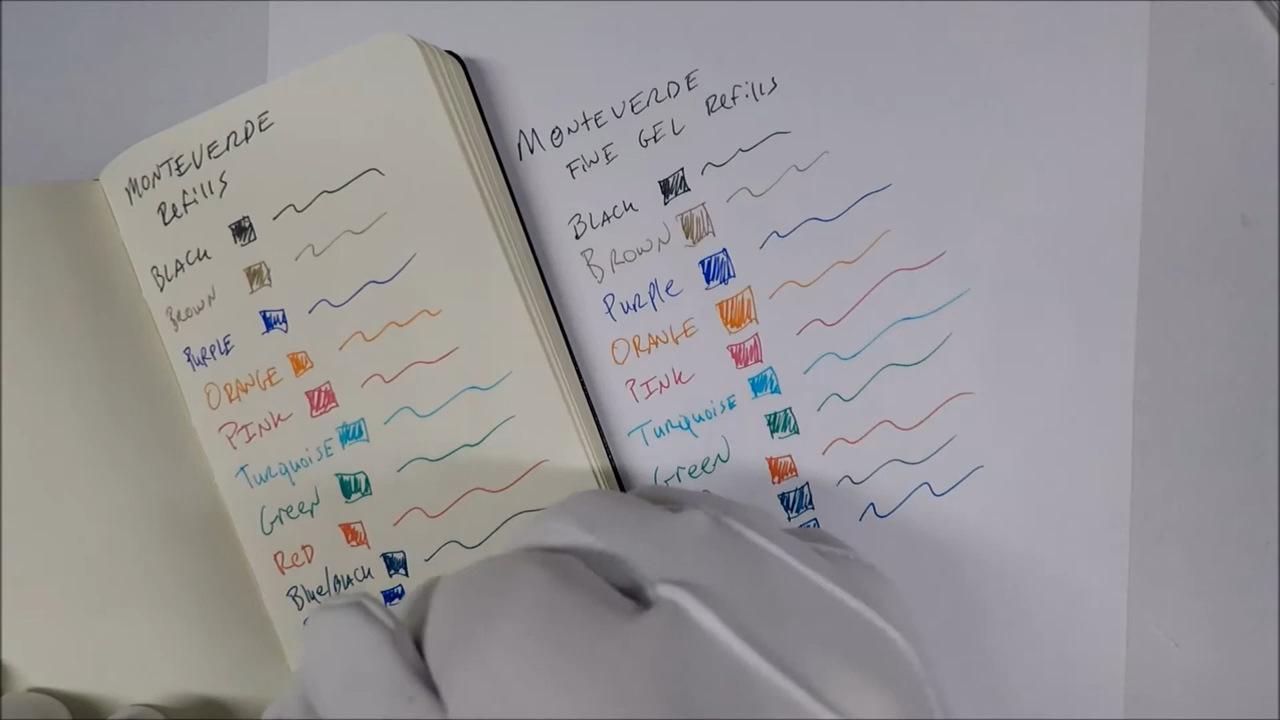 MONTEVERDE
Refills
BLACK
BROWN
PURPLE
ORANGE
PINK
TURQUOISE
Green
ReD
Blue/BLACK
MONTEVERDE
FINE GEL Refills
BLACK
BROWN
PURPLE
ORANGE
PINK
TURQUOISE
Green